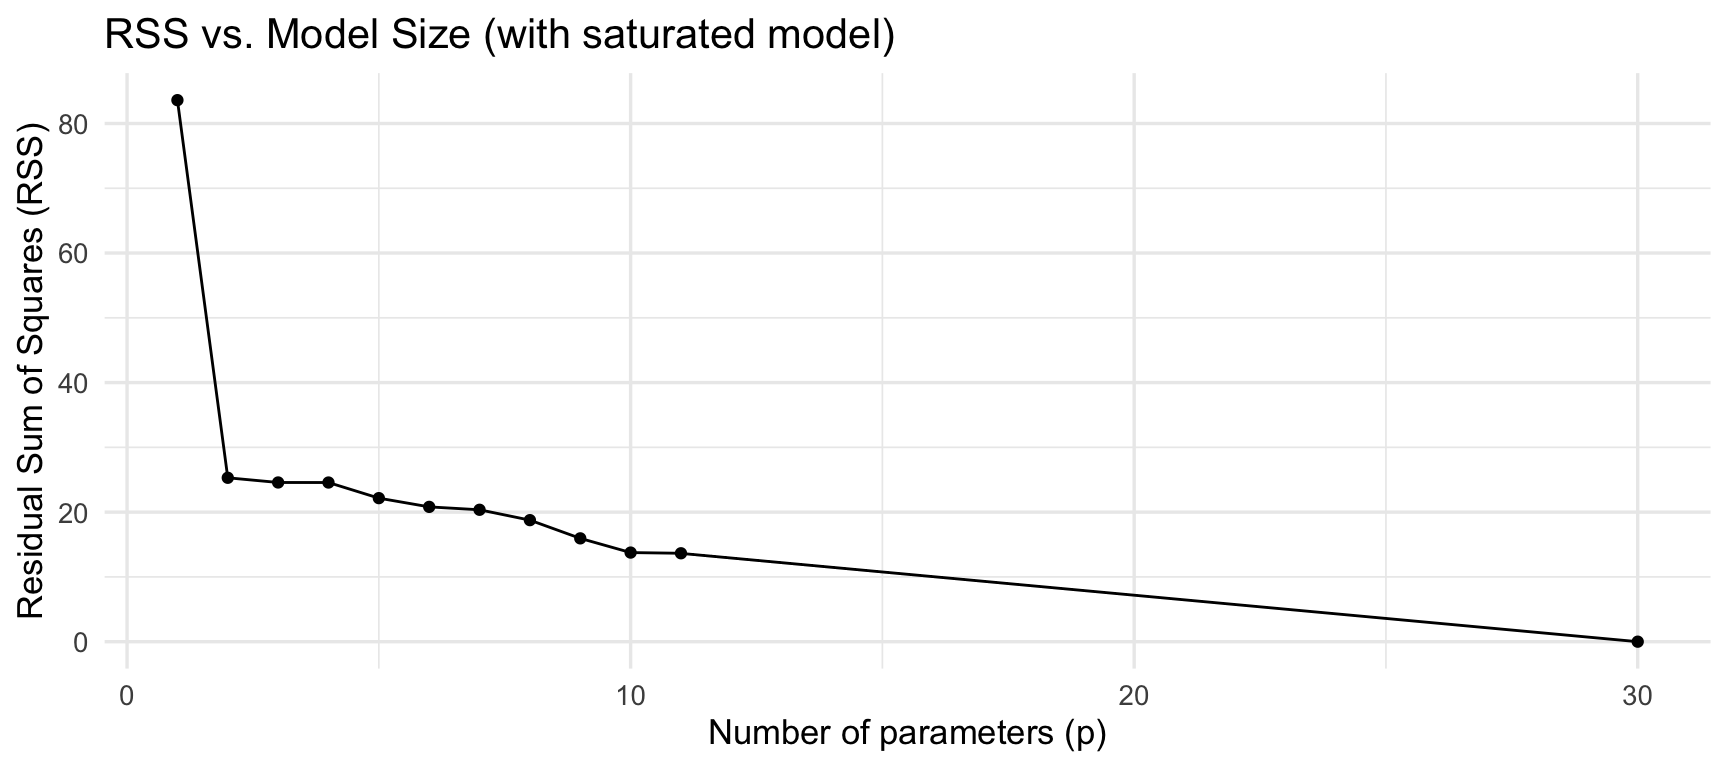 RSS vs. Model Size (with saturated model)
Residual Sum of Squares (RSS)
80
60
40
20
0
0 10 20 30
Number of parameters (p)